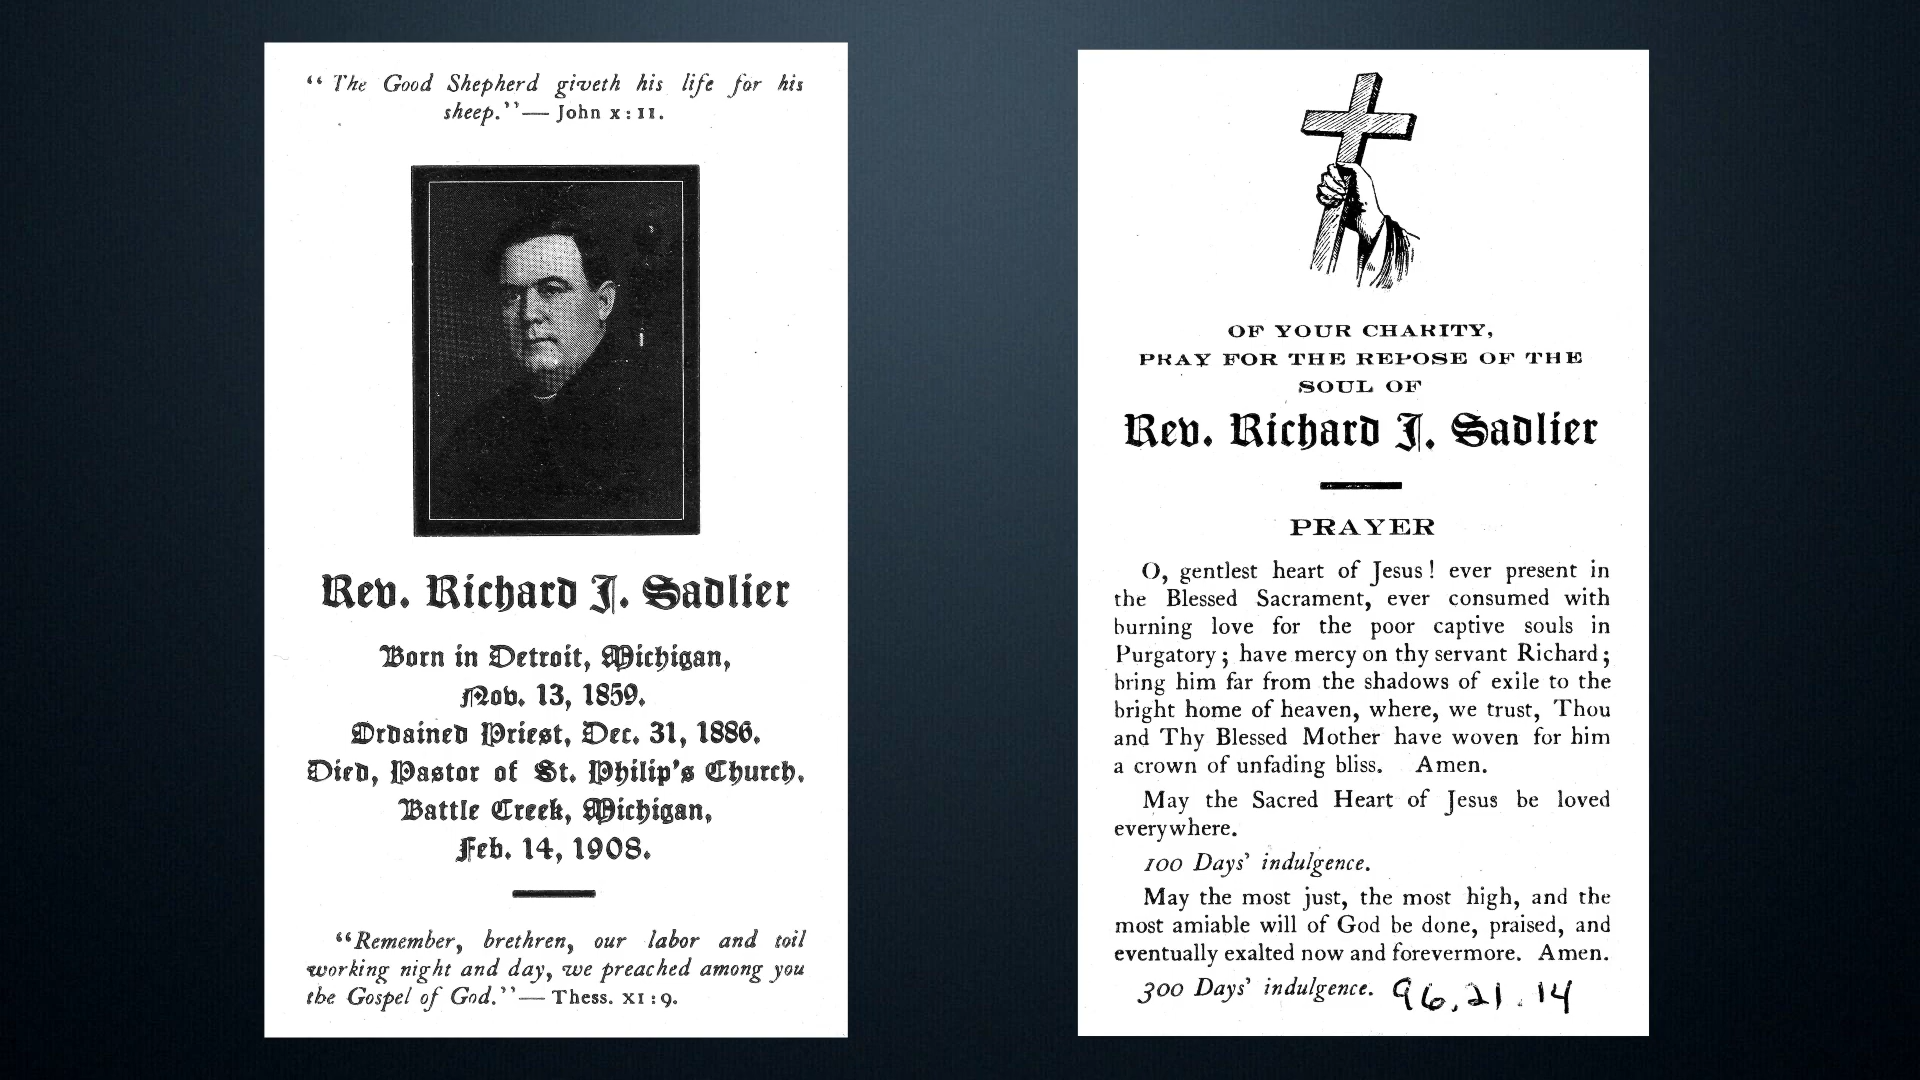 “ The Good Shepherd giveth his life for his
sheep.”— John x : 11.
Rev. Richard J. Sadlier
Born in Detroit, Michigan,
Nov. 13, 1859.
Ordained Priest, Dec. 31, 1886.
Died, Pastor of St. Philip's Church.
Battle Creek, Michigan,
Feb. 14, 1908.
“Remember, brethren, our labor and toil
working night and day, we preached among you
the Gospel of God.”— Thess. XI : 9.
OF YOUR CHARITY,
PRAY FOR THE REPOSE OF THE
SOUL OF
Rev. Richard J. Sadlier
PRAYER
O, gentlest heart of Jesus ! ever present in
the Blessed Sacrament, ever consumed with
burning love for the poor captive souls in
Purgatory ; have mercy on thy servant Richard ;
bring him far from the shadows of exile to the
bright home of heaven, where, we trust, Thou
and Thy Blessed Mother have woven for him
a crown of unfading bliss. Amen.
May the Sacred Heart of Jesus be loved
everywhere.
100 Days' indulgence.
May the most just, the most high, and the
most amiable will of God be done, praised, and
eventually exalted now and forevermore. Amen.
300 Days' indulgence. 96.21.14